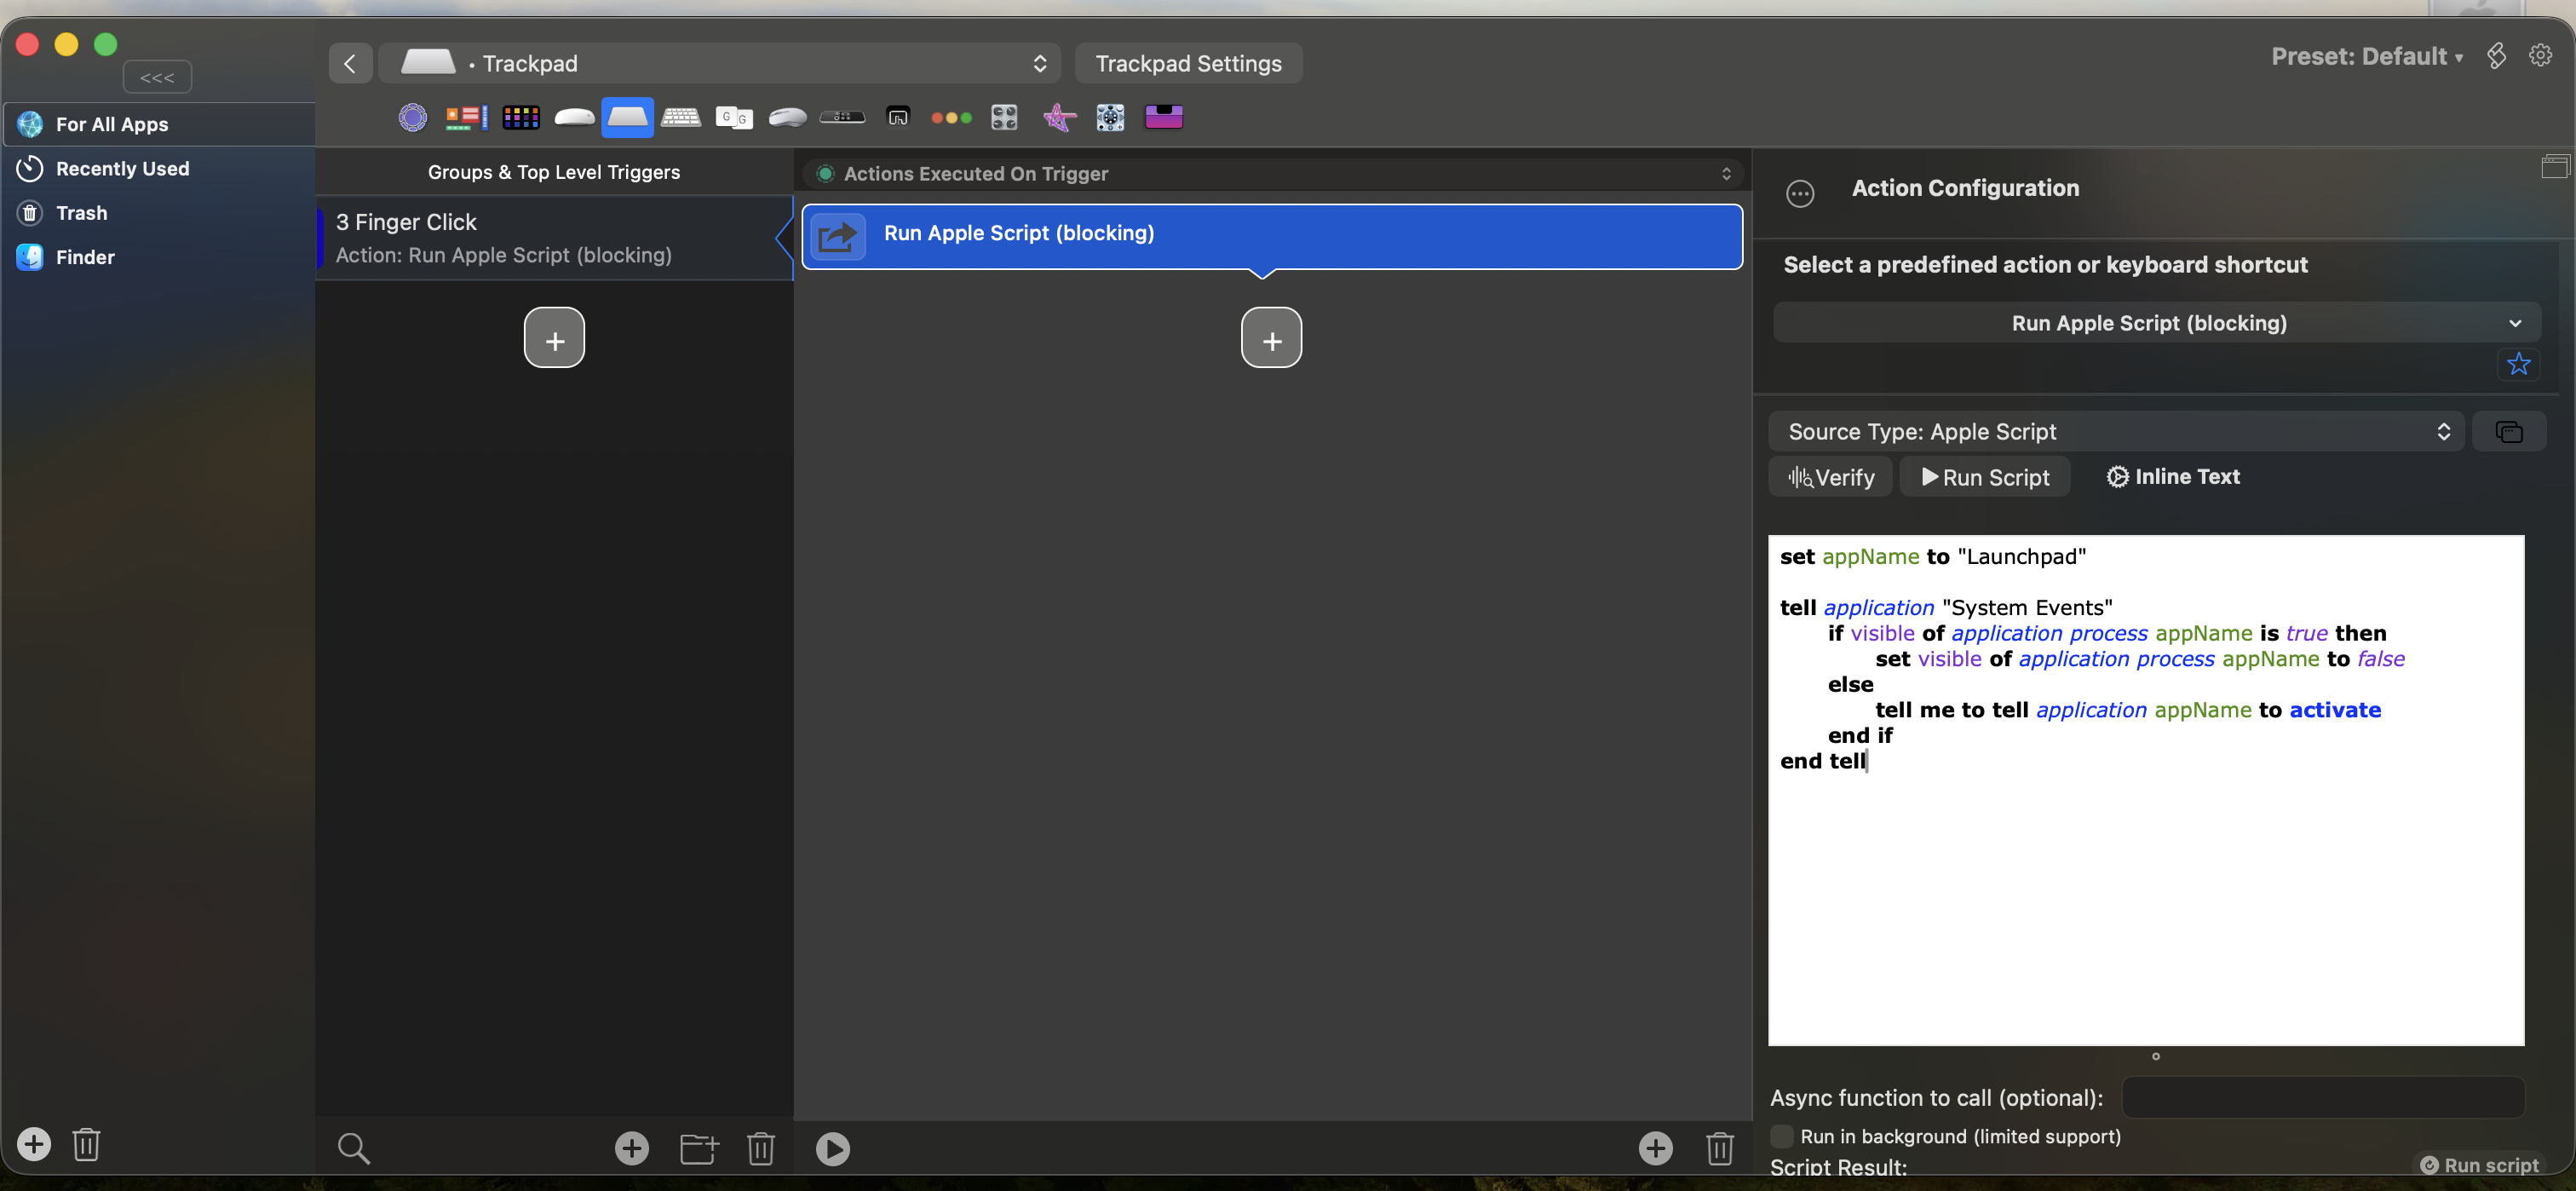 <<<
• Trackpad
Trackpad Settings
Preset: Default
For All Apps
Recently Used
Trash
Finder
G G
Groups & Top Level Triggers
3 Finger Click
Action: Run Apple Script (blocking)
+
Actions Executed On Trigger
Run Apple Script (blocking)
+
Action Configuration
Select a predefined action or keyboard shortcut
Run Apple Script (blocking)
Source Type: Apple Script
Verify
Run Script
Inline Text
set appName to "Launchpad"
tell application "System Events"
if visible of application process appName is true then
set visible of application process appName to false
else
tell me to tell application appName to activate
end if
end tell
Async function to call (optional):
Run in background (limited support)
Script Result:
Run script